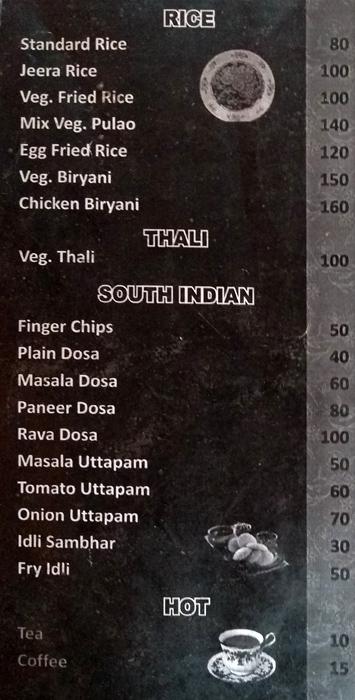 RICE
Standard Rice 80
Jeera Rice 100
Veg. Fried Rice 100
Mix Veg. Pulao 140
Egg Fried Rice 120
Veg. Biryani 150
Chicken Biryani 160
THALI
Veg. Thali 100
SOUTH INDIAN
Finger Chips 50
Plain Dosa 40
Masala Dosa 60
Paneer Dosa 80
Rava Dosa 100
Masala Uttapam 50
Tomato Uttapam 60
Onion Uttapam 70
Idli Sambhar 30
Fry Idli 50
HOT
Tea 10
Coffee 15